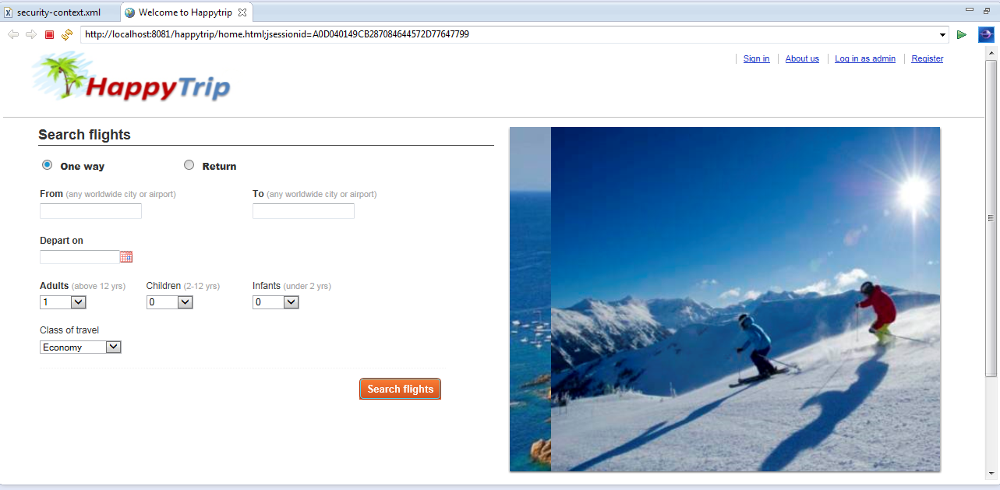 security-context.xml
Welcome to Happytrip
http://localhost:8081/happytrip/home.html;jsessionid=A0D040149CB287084644572D77647799
Sign in
About us
Log in as admin
Register
HappyTrip
Search flights
One way
Return
From (any worldwide city or airport)
To (any worldwide city or airport)
Depart on
Adults (above 12 yrs)
Children (2-12 yrs)
Infants (under 2 yrs)
1
0
0
Class of travel
Economy
Search flights